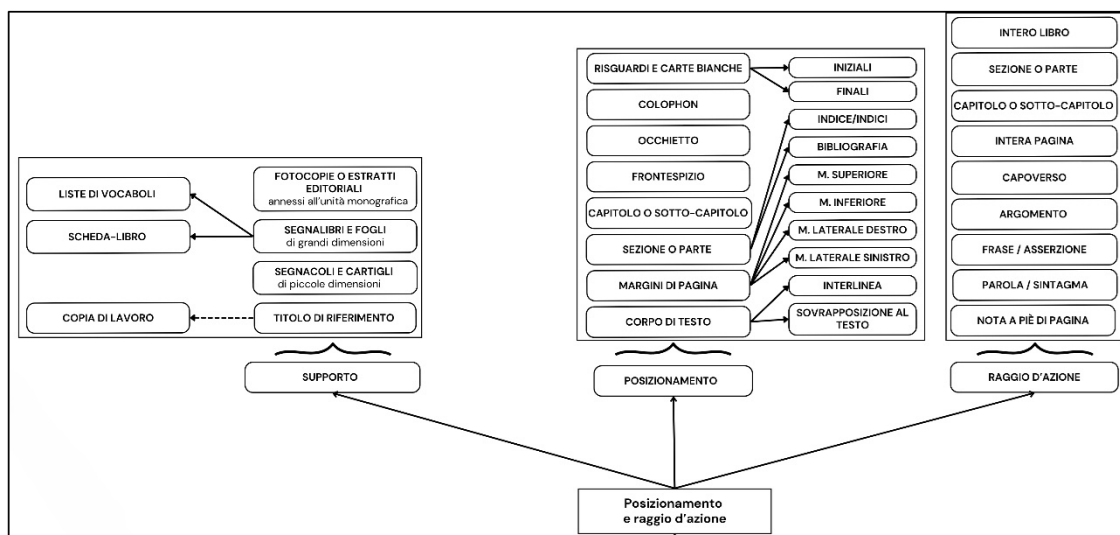 LISTE DI VOCABOLI
SCHEDA-LIBRO
COPIA DI LAVORO
FOTOCOPIE O ESTRATTI
EDITORIALI
annessi all'unità monografica
SEGNALIBRI E FOGLI
di grandi dimensioni
SEGNACOLI E CARTIGLI
di piccole dimensioni
TITOLO DI RIFERIMENTO
SUPPORTO
RISGUARDI E CARTE BIANCHE
COLOPHON
OCCHIETTO
FRONTESPIZIO
CAPITOLO O SOTTO-CAPITOLO
SEZIONE O PARTE
MARGINI DI PAGINA
CORPO DI TESTO
INIZIALI
FINALI
INDICE/INDICI
BIBLIOGRAFIA
M. SUPERIORE
M. INFERIORE
M. LATERALE DESTRO
M. LATERALE SINISTRO
INTERLINEA
SOVRAPPOSIZIONE AL
TESTO
POSIZIONAMENTO
INTERO LIBRO
SEZIONE O PARTE
CAPITOLO O SOTTO-CAPITOLO
INTERA PAGINA
CAPOVERSO
ARGOMENTO
FRASE / ASSERZIONE
PAROLA / SINTAGMA
NOTA A PIÈ DI PAGINA
RAGGIO D'AZIONE
Posizionamento
e raggio d'azione